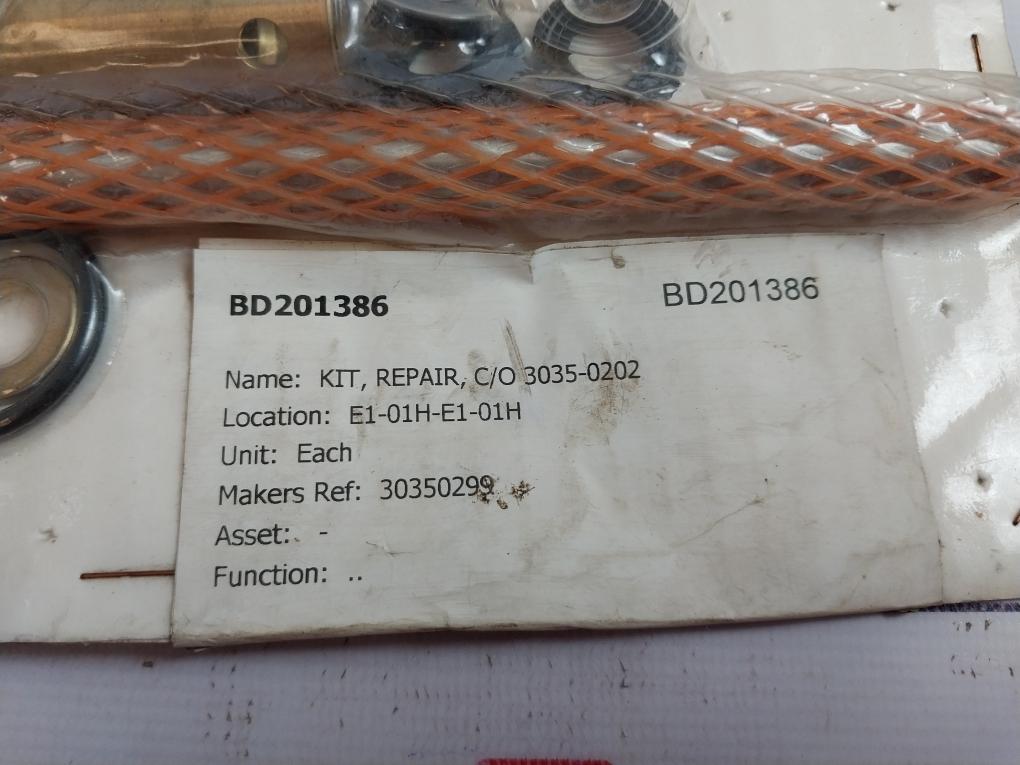 BD201386 BD201386
Name: KIT, REPAIR, C/O 3035-0202
Location: E1-01H-E1-01H
Unit: Each
Makers Ref: 30350299
Asset: -
Function: ..